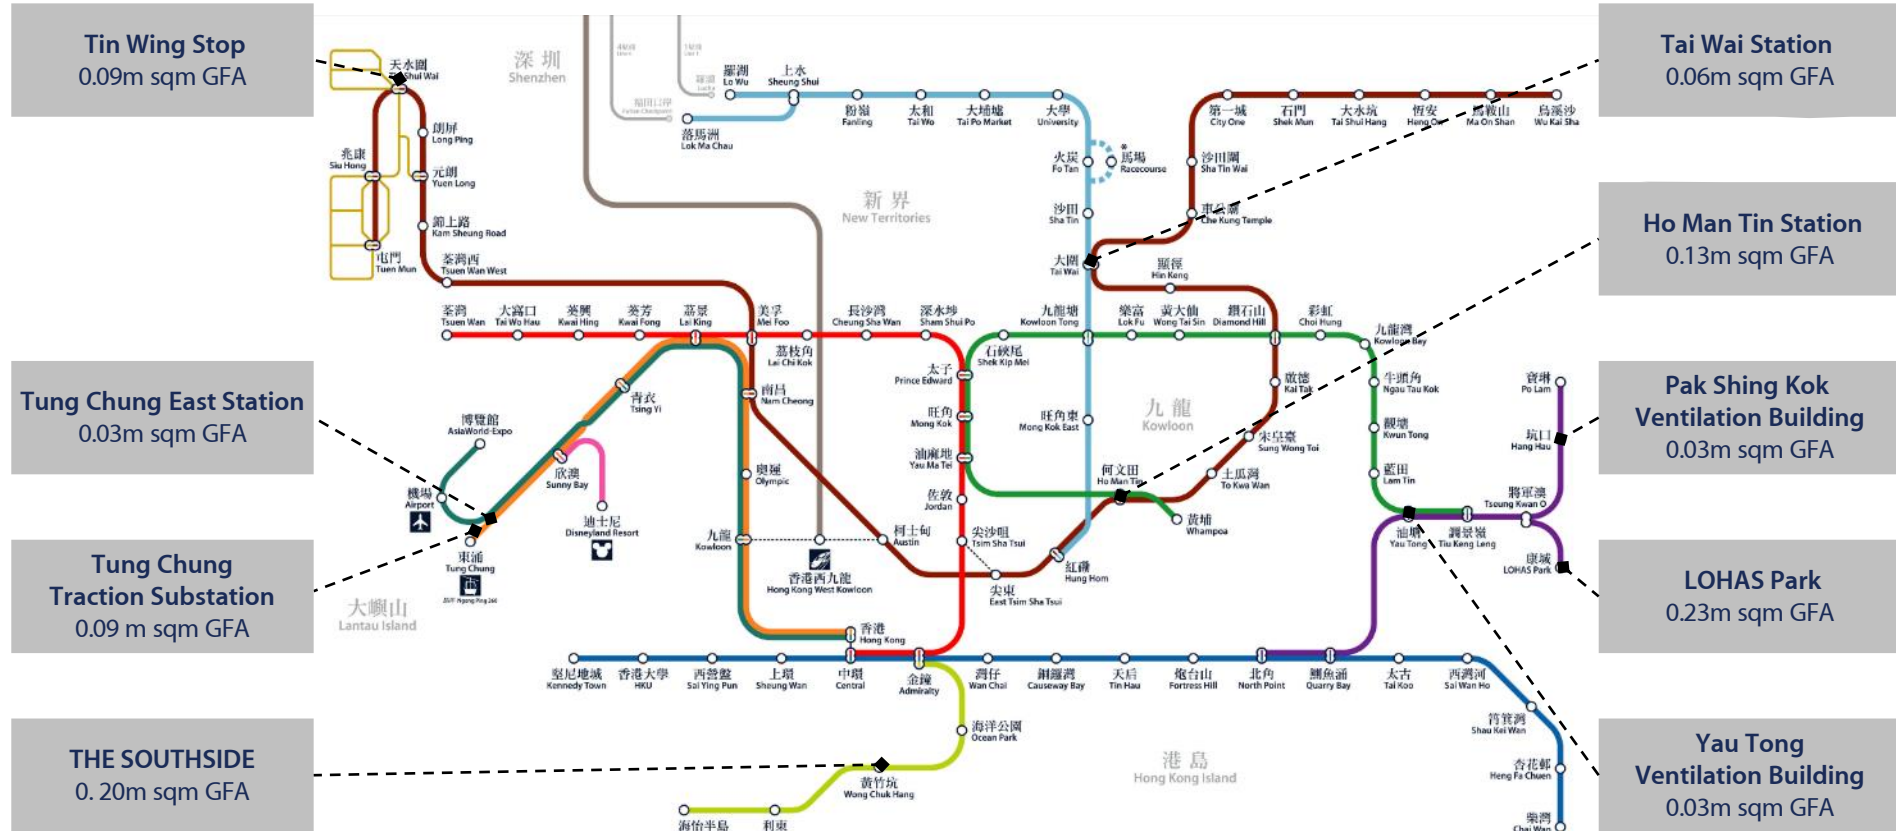 Tin Wing Stop
0.09m sqm GFA
Tung Chung East Station
0.03m sqm GFA
Tung Chung
Traction Substation
0.09 m sqm GFA
THE SOUTHSIDE
0. 20m sqm GFA
深圳
Shenzhen
天水圍
Shui Wai
朗屏
Long Ping
兆康
Siu Hong
元朗
Yuen Long
錦上路
Kam Sheung Road
屯門
Tuen Mun
荃灣西
Tsuen Wan West
羅湖
Lo Wu
上水
Sheung Shui
落馬洲
Lok Ma Chau
粉嶺
Fanling
太和
Tai Wo
大埔墟
Tai Po Market
大學
University
火炭
Fo Tan
馬場
Racecourse
沙田
Sha Tin
大圍
Tai Wai
第一城
City One
石門
Shek Mun
大水坑
Tai Shui Hang
恆安
Heng On
馬鞍山
Ma On Shan
烏溪沙
Wu Kai Sha
沙田圍
Sha Tin Wai
車公廟
Che Kung Temple
顯徑
Hin Keng
新界
New Territories
荃灣
Tsuen Wan
大窩口
Tai Wo Hau
葵興
Kwai Hing
葵芳
Kwai Fong
荔景
Lai King
美孚
Mei Foo
荔枝角
Lai Chi Kok
長沙灣
Cheung Sha Wan
深水埗
Sham Shui Po
石硤尾
Shek Kip Mei
九龍塘
Kowloon Tong
樂富
Lok Fu
黃大仙
Wong Tai Sin
鑽石山
Diamond Hill
彩虹
Choi Hung
九龍灣
Kowloon Bay
太子
Prince Edward
旺角
Mong Kok
油麻地
Yau Ma Tei
佐敦
Jordan
尖沙咀
Tsim Sha Tsui
旺角東
Mong Kok East
九龍
Kowloon
啟德
Kai Tak
宋皇臺
Sung Wong Toi
土瓜灣
To Kwa Wan
何文田
Ho Man Tin
黃埔
Whampoa
紅磡
Hung Hom
尖東
East Tsim Sha Tsui
牛頭角
Ngau Tau Kok
觀塘
Kwun Tong
藍田
Lam Tin
油塘
Yau Tong
調景嶺
Tiu Keng Leng
將軍澳
Tseung Kwan O
寶琳
Po Lam
坑口
Hang Hau
康城
LOHAS Park
青衣
Tsing Yi
南昌
Nam Cheong
奧運
Olympic
九龍
Kowloon
香港西九龍
Hong Kong West Kowloon
柯士甸
Austin
博覽館
AsiaWorld-Expo
機場
Airport
欣澳
Sunny Bay
迪士尼
Disneyland Resort
東涌
Tung Chung
大嶼山
Lantau Island
香港
Hong Kong
堅尼地城
Kennedy Town
香港大學
HKU
西營盤
Sai Ying Pun
上環
Sheung Wan
中環
Central
金鐘
Admiralty
灣仔
Wan Chai
銅鑼灣
Causeway Bay
天后
Tin Hau
炮台山
Fortress Hill
北角
North Point
鰂魚涌
Quarry Bay
太古
Tai Koo
西灣河
Sai Wan Ho
筲箕灣
Shau Kei Wan
杏花邨
Heng Fa Chuen
柴灣
Chai Wan
海洋公園
Ocean Park
黃竹坑
Wong Chuk Hang
海怡半島
利東
港島
Hong Kong Island
Tai Wai Station
0.06m sqm GFA
Ho Man Tin Station
0.13m sqm GFA
Pak Shing Kok
Ventilation Building
0.03m sqm GFA
LOHAS Park
0.23m sqm GFA
Yau Tong
Ventilation Building
0.03m sqm GFA